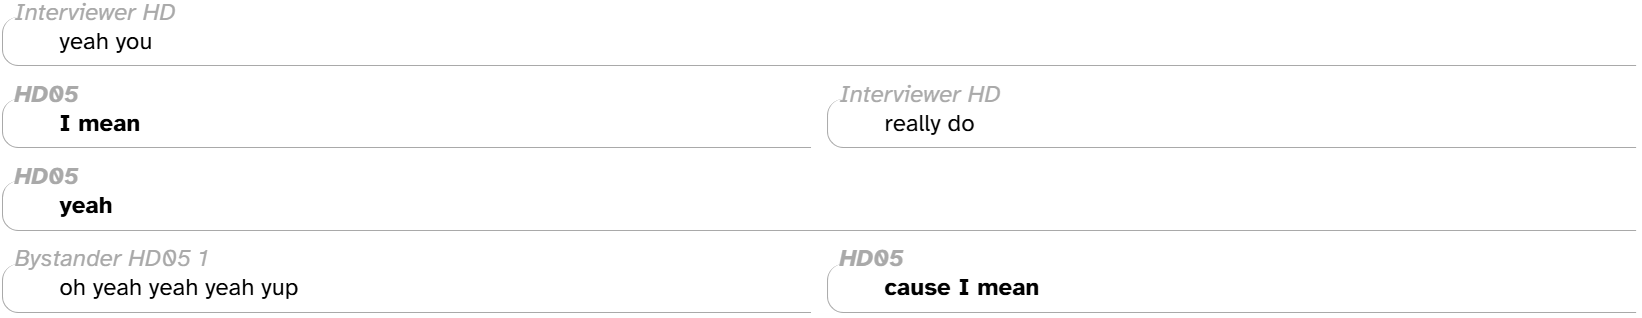 Interviewer HD
yeah you
HD05
I mean
Interviewer HD
really do
HD05
yeah
Bystander HD05 1
oh yeah yeah yeah yup
HD05
cause I mean